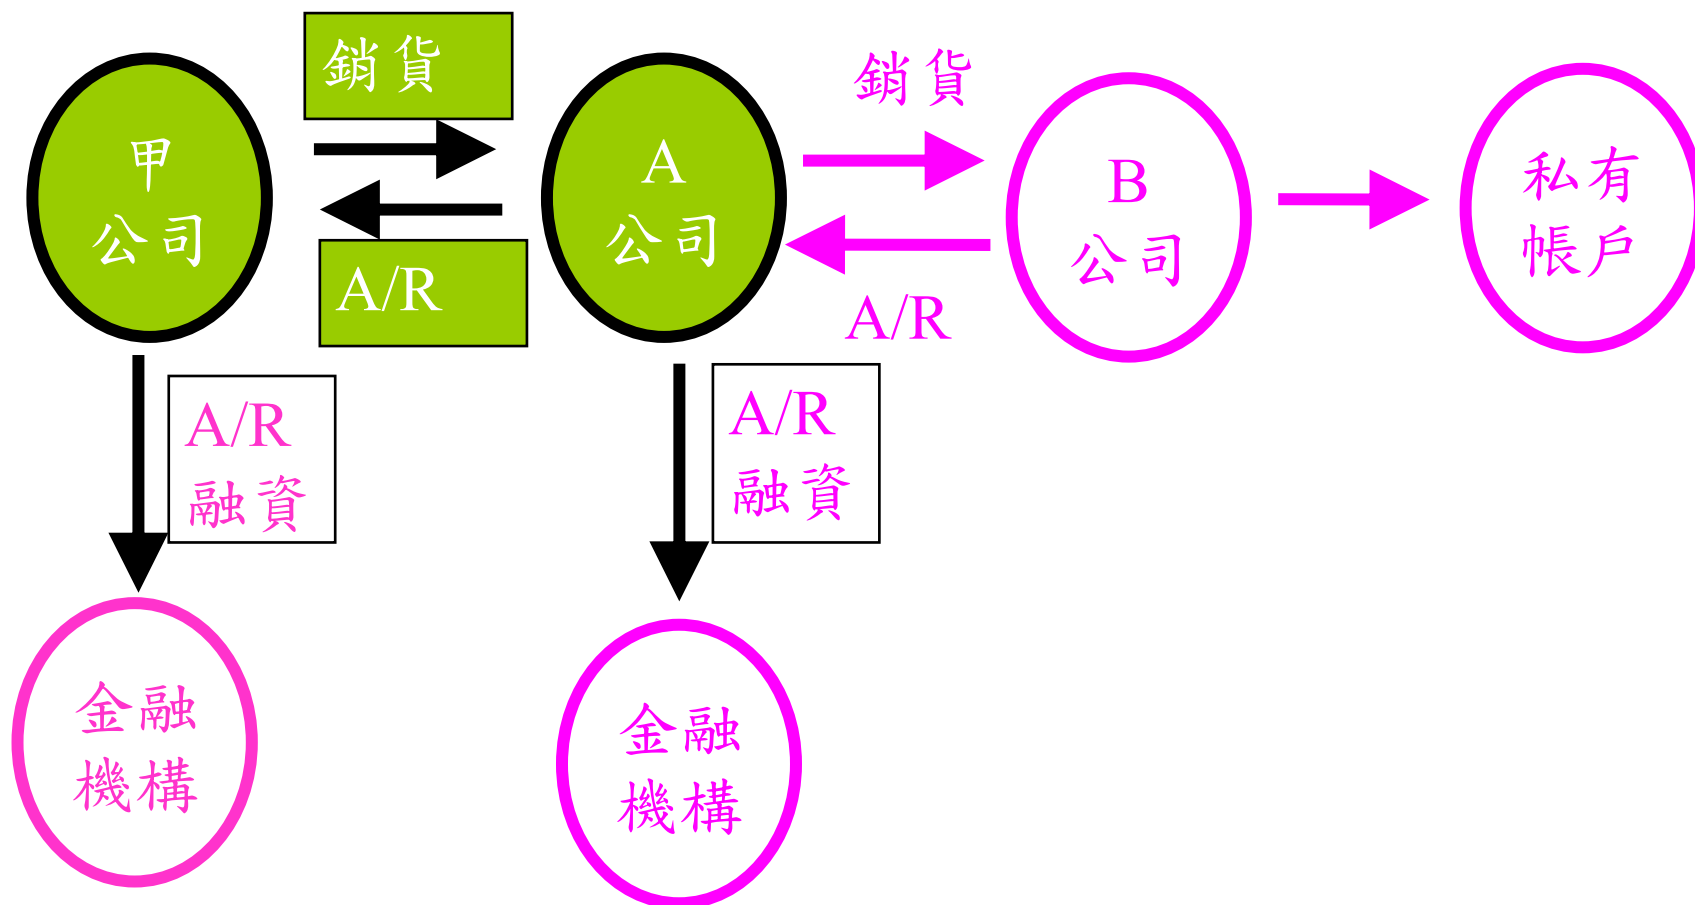 銷貨
甲
公司
A/R
A
公司
銷貨
A/R
B
公司
私有
帳戶
A/R
融資
A/R
融資
金融
機構
金融
機構